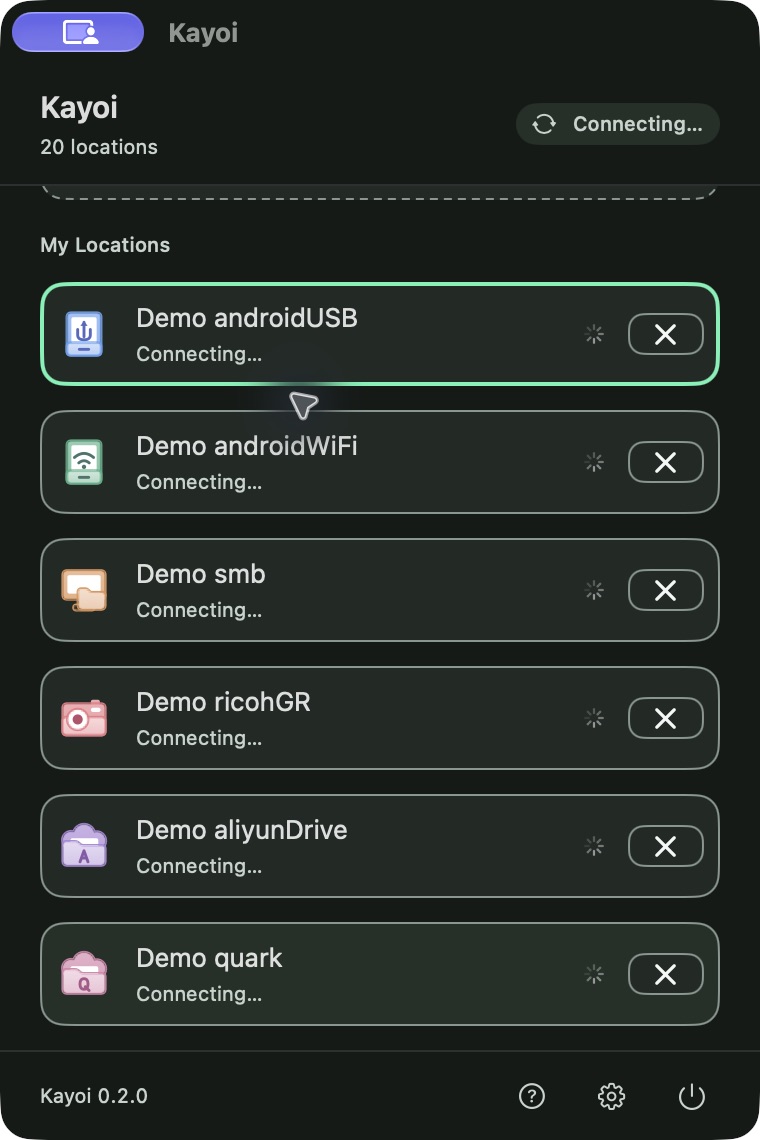 Kayoi
Kayoi
20 locations
Connecting...
My Locations
Demo androidUSB
Connecting...
Demo androidWiFi
Connecting...
Demo smb
Connecting...
Demo ricohGR
Connecting...
A
Demo aliyunDrive
Connecting...
Q
Demo quark
Connecting...
Kayoi 0.2.0
?